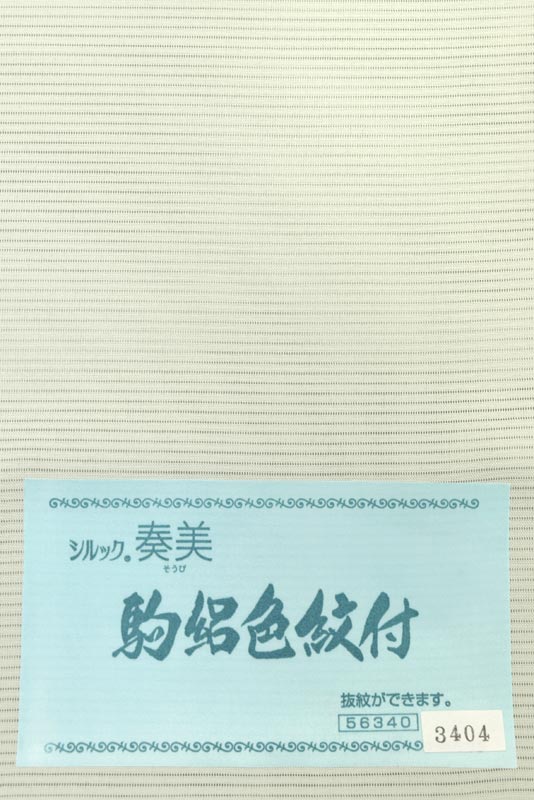 シルック®奏美
そうび
駒絽色紋付
抜紋ができます。
56340
3404